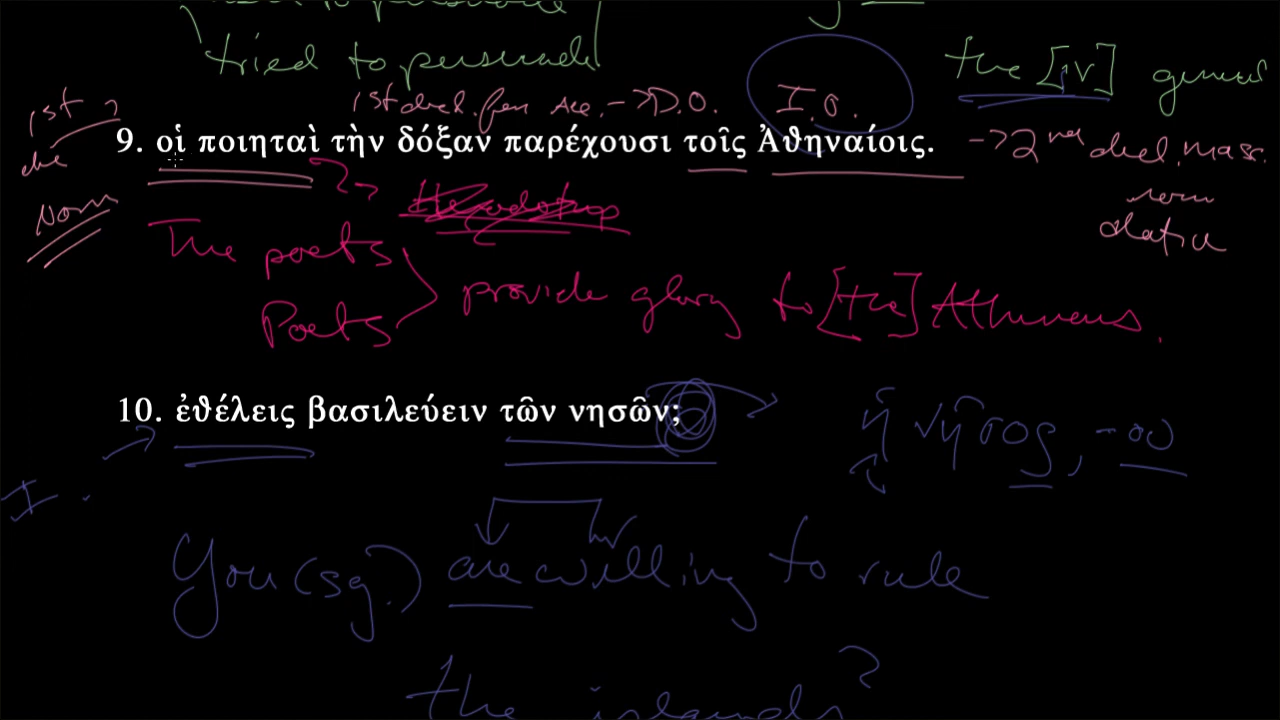 tried to persuade
the [ ] general
1st decl. fem acc. -> D.O.
I.O.
1st
9. οἱ ποιηταὶ τὴν δόξαν παρέχουσι τοῖς Ἀθηναίοις.
-> 2nd decl. masc.
Nom
dative
The poets
Poets
provide glory to [the] Athenians.
10. ἐθέλεις βασιλεύειν τῶν νησῶν;
ἡ νῆσος, -ου
You (sg.) are willing to rule
the islands?